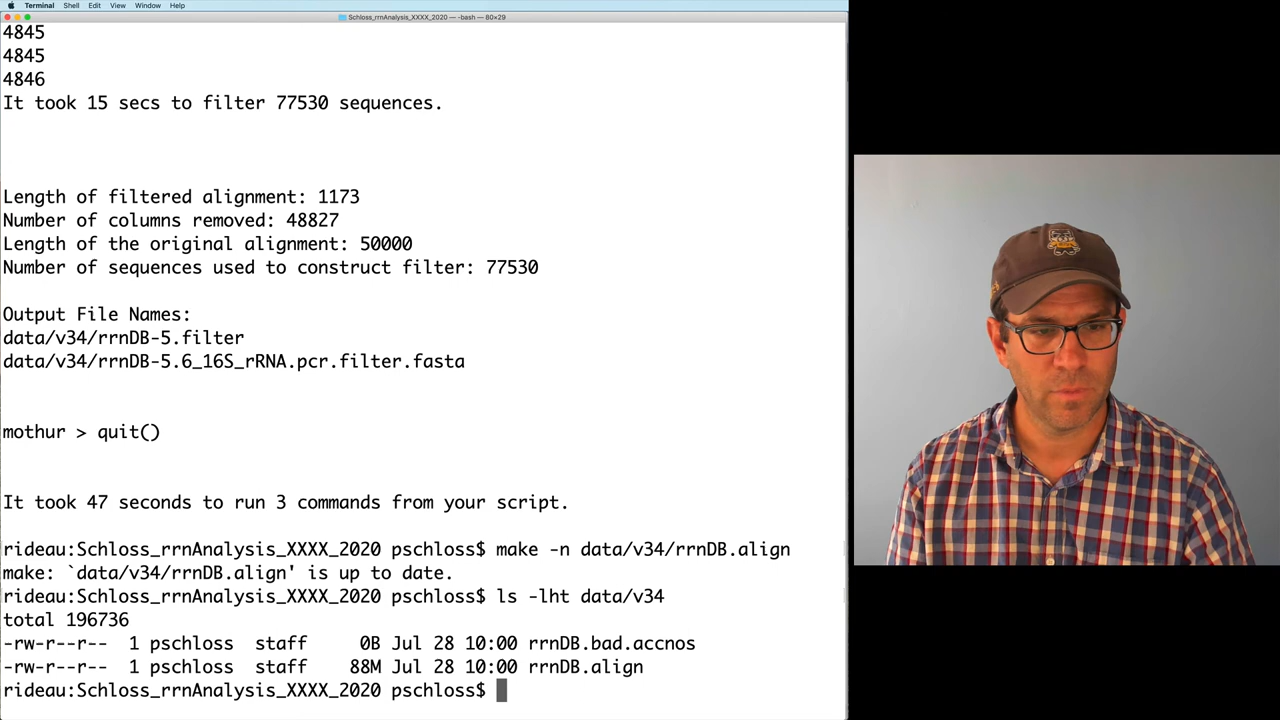 Terminal Shell Edit View Window Help
Schloss_rrnAnalysis_XXXX_2020 — -bash — 80×29
4845
4845
4846
It took 15 secs to filter 77530 sequences.
Length of filtered alignment: 1173
Number of columns removed: 48827
Length of the original alignment: 50000
Number of sequences used to construct filter: 77530
Output File Names:
data/v34/rrnDB-5.filter
data/v34/rrnDB-5.6_16S_rRNA.pcr.filter.fasta
mothur > quit()
It took 47 seconds to run 3 commands from your script.
rideau:Schloss_rrnAnalysis_XXXX_2020 pschloss$ make -n data/v34/rrnDB.align
make: `data/v34/rrnDB.align' is up to date.
rideau:Schloss_rrnAnalysis_XXXX_2020 pschloss$ ls -lht data/v34
total 196736
-rw-r--r-- 1 pschloss staff 0B Jul 28 10:00 rrnDB.bad.accnos
-rw-r--r-- 1 pschloss staff 88M Jul 28 10:00 rrnDB.align
rideau:Schloss_rrnAnalysis_XXXX_2020 pschloss$